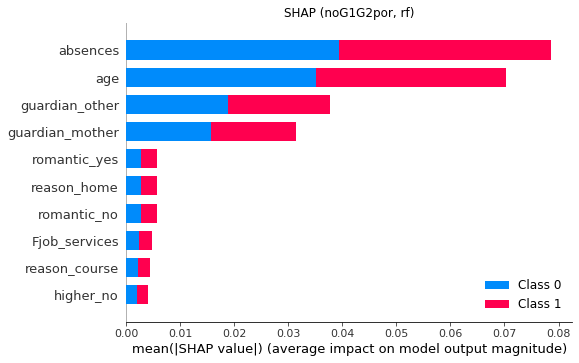 SHAP (noG1G2por, rf)
absences
age
guardian_other
guardian_mother
romantic_yes
reason_home
romantic_no
Fjob_services
reason_course
higher_no
Class 0
Class 1
0.00 0.01 0.02 0.03 0.04 0.05 0.06 0.07 0.08
mean(|SHAP value|) (average impact on model output magnitude)